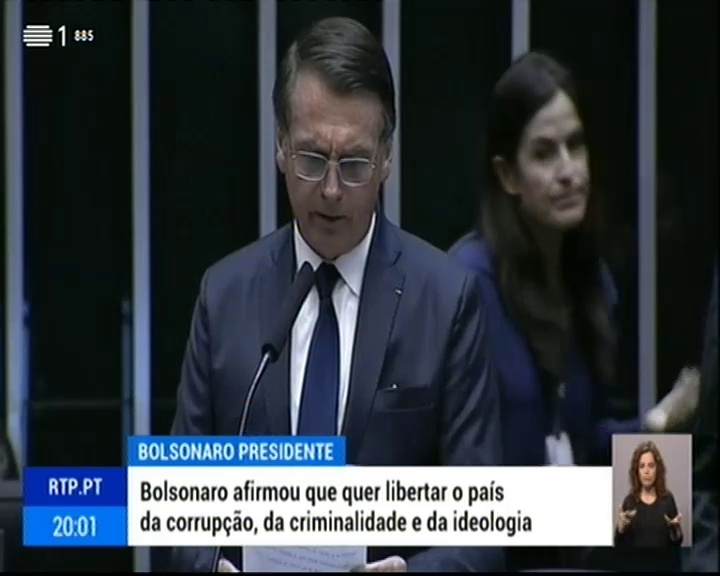 1 885
BOLSONARO PRESIDENTE
RTP.PT
20:01
Bolsonaro afirmou que quer libertar o país
da corrupção, da criminalidade e da ideologia